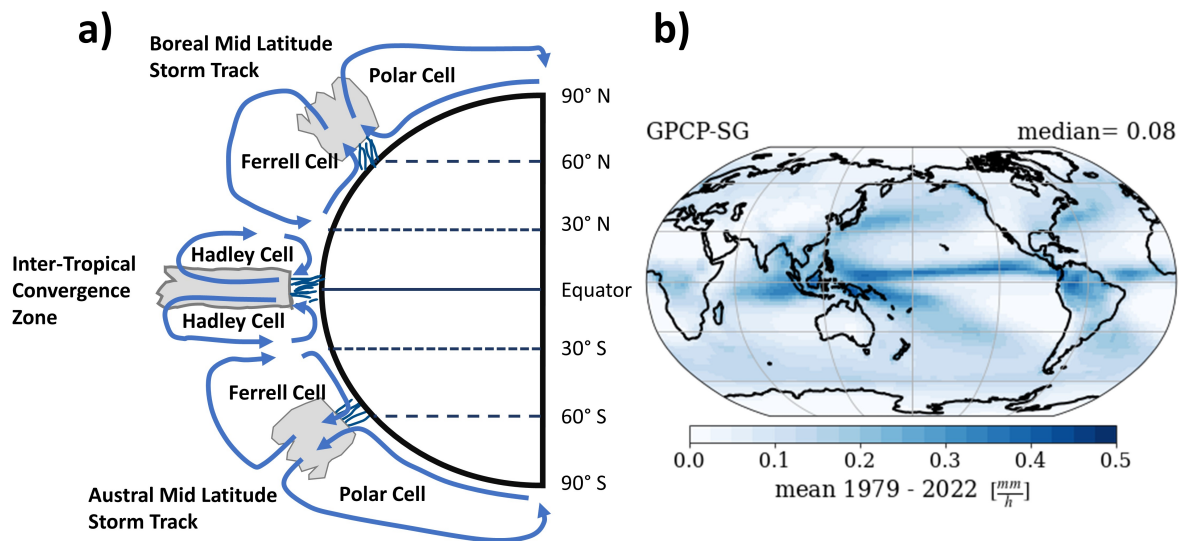 a)
Boreal Mid Latitude
Storm Track
Polar Cell
90° N
Ferrell Cell
60° N
30° N
Hadley Cell
Inter-Tropical
Convergence
Zone
Equator
Hadley Cell
30° S
Ferrell Cell
60° S
90° S
Austral Mid Latitude
Storm Track
Polar Cell
b)
GPCP-SG
median= 0.08
0.0 0.1 0.2 0.3 0.4 0.5
mean 1979 - 2022 [mm/h]